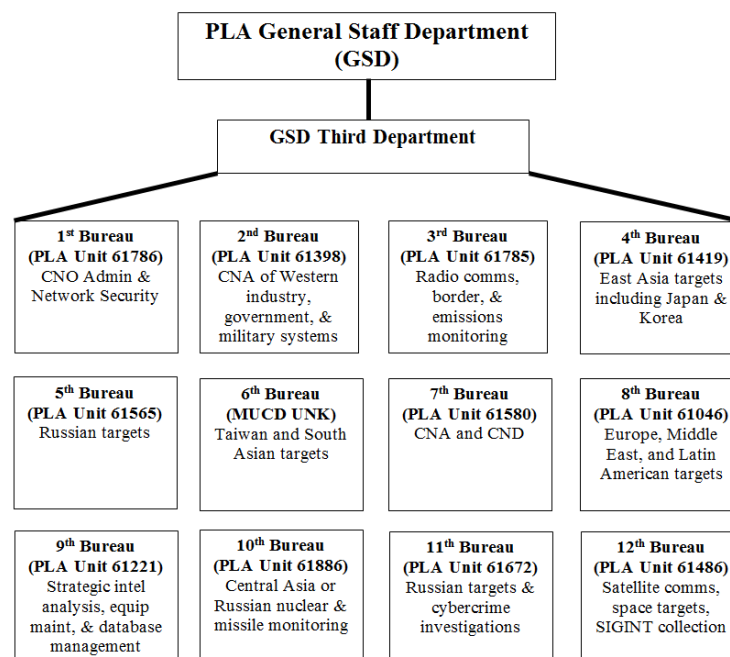 PLA General Staff Department
(GSD)
GSD Third Department
1st Bureau
(PLA Unit 61786)
CNO Admin &
Network Security
2nd Bureau
(PLA Unit 61398)
CNA of Western
industry,
government, &
military systems
3rd Bureau
(PLA Unit 61785)
Radio comms,
border, &
emissions
monitoring
4th Bureau
(PLA Unit 61419)
East Asia targets
including Japan &
Korea
5th Bureau
(PLA Unit 61565)
Russian targets
6th Bureau
(MUCD UNK)
Taiwan and South
Asian targets
7th Bureau
(PLA Unit 61580)
CNA and CND
8th Bureau
(PLA Unit 61046)
Europe, Middle
East, and Latin
American targets
9th Bureau
(PLA Unit 61221)
Strategic intel
analysis, equip
maint, & database
management
10th Bureau
(PLA Unit 61886)
Central Asia or
Russian nuclear &
missile monitoring
11th Bureau
(PLA Unit 61672)
Russian targets &
cybercrime
investigations
12th Bureau
(PLA Unit 61486)
Satellite comms,
space targets,
SIGINT collection